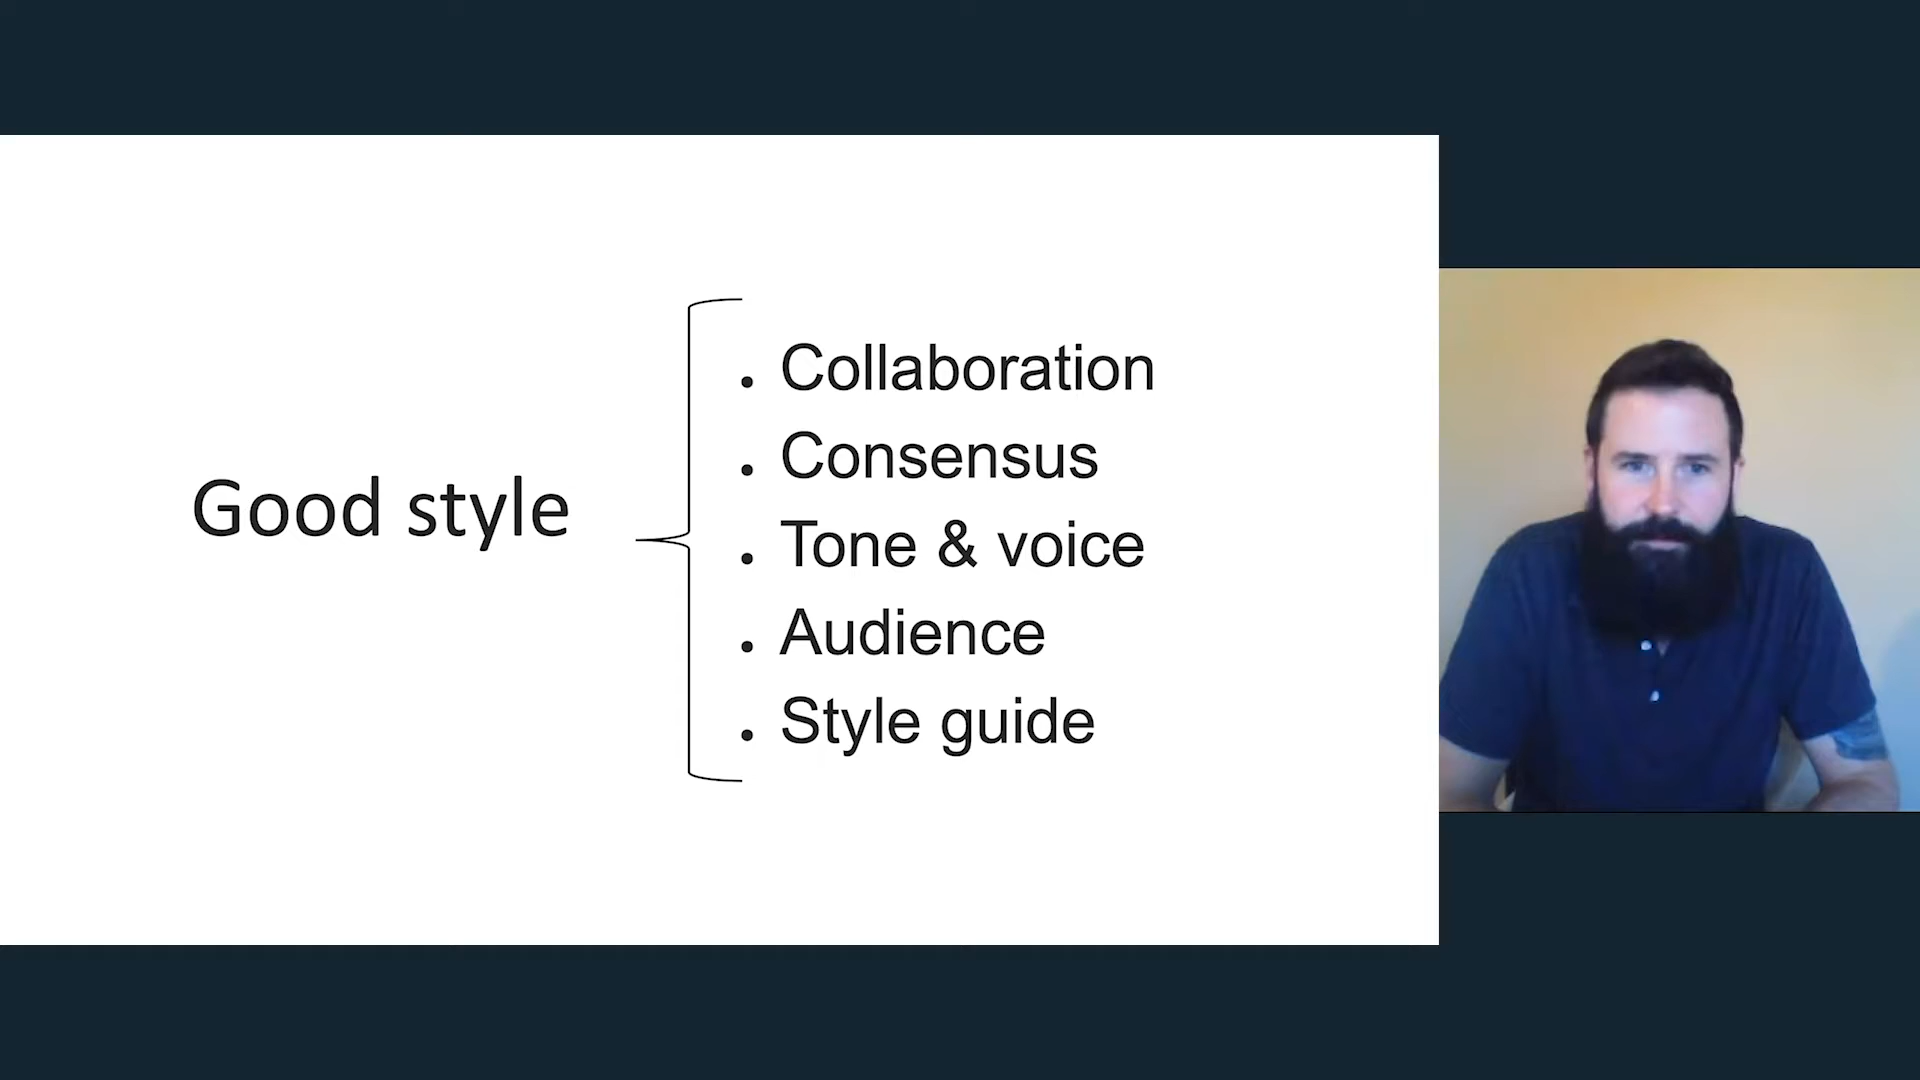 Good style
Collaboration
Consensus
Tone & voice
Audience
Style guide